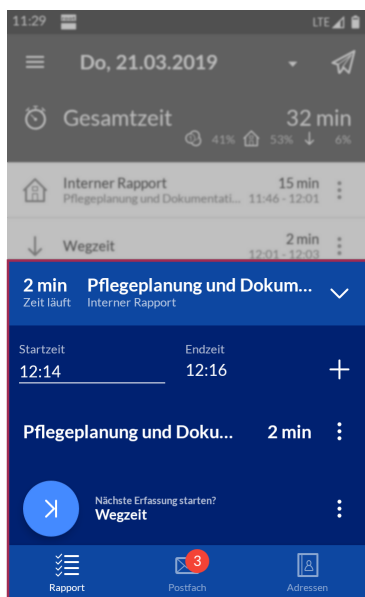 11:29
LTE
Do, 21.03.2019
Gesamtzeit 32 min
41% 53% 6%
Interner Rapport 15 min
Pflegeplanung und Dokumentati... 11:46 - 12:01
Wegzeit 2 min
12:01 - 12:03
2 min Pflegeplanung und Dokum...
Zeit läuft Interner Rapport
Startzeit Endzeit
12:14 12:16
Pflegeplanung und Doku... 2 min
Nächste Erfassung starten?
Wegzeit
3
Rapport Postfach Adressen